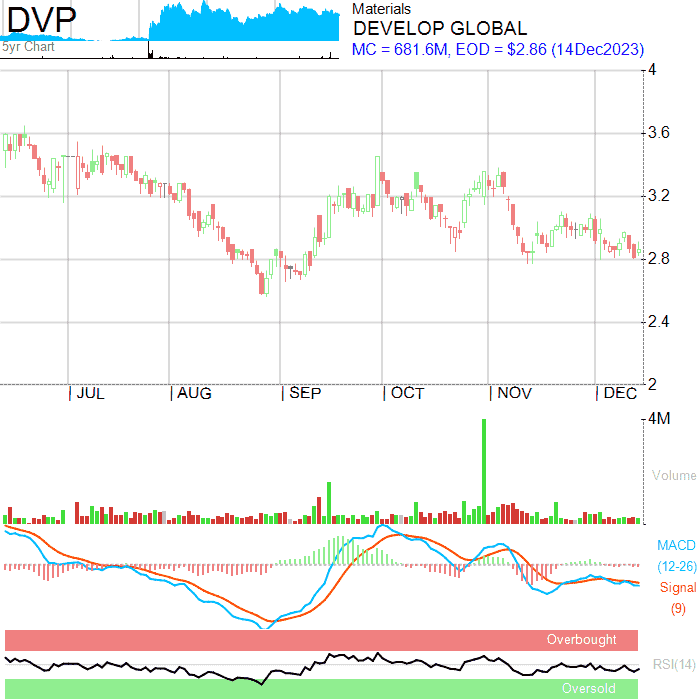 DVP
5yr Chart
Materials
DEVELOP GLOBAL
MC = 681.6M, EOD = $2.86 (14Dec2023)
4
3.6
3.2
2.8
2.4
2
JUL AUG SEP OCT NOV DEC
4M
Volume
MACD
(12-26)
Signal
(9)
Overbought
RSI(14)
Oversold